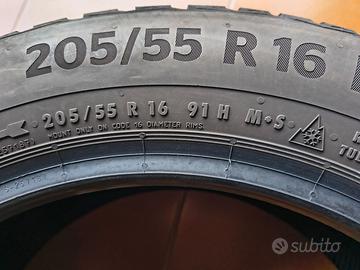 205/55 R 16
205/55 R 16 91 H M•S
MOUNT ONLY ON CODE 16 DIAMETER RIMS.
subito